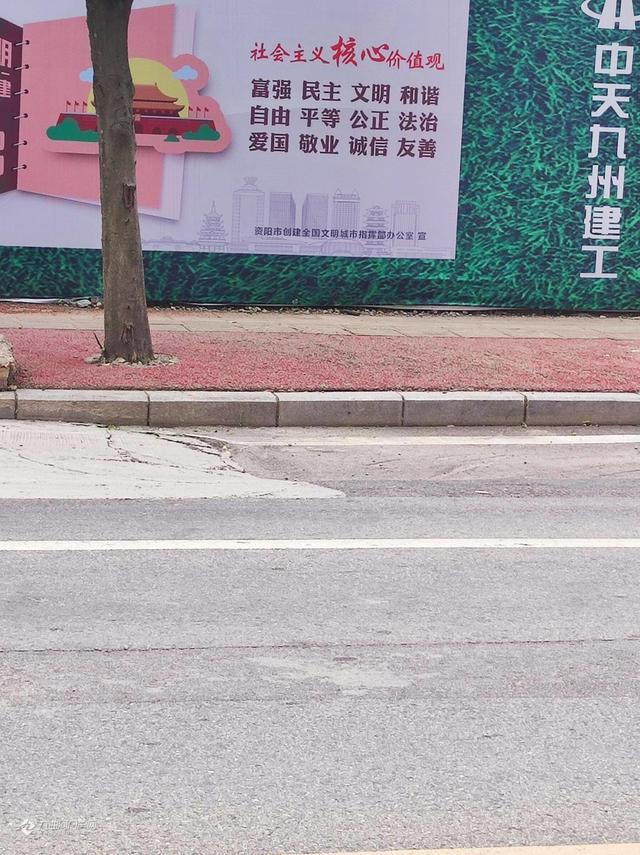 社会主义核心价值观
富强 民主 文明 和谐
自由 平等 公正 法治
爱国 敬业 诚信 友善
资阳市创建全国文明城市指挥部办公室 宣
中天九州建工
明
建